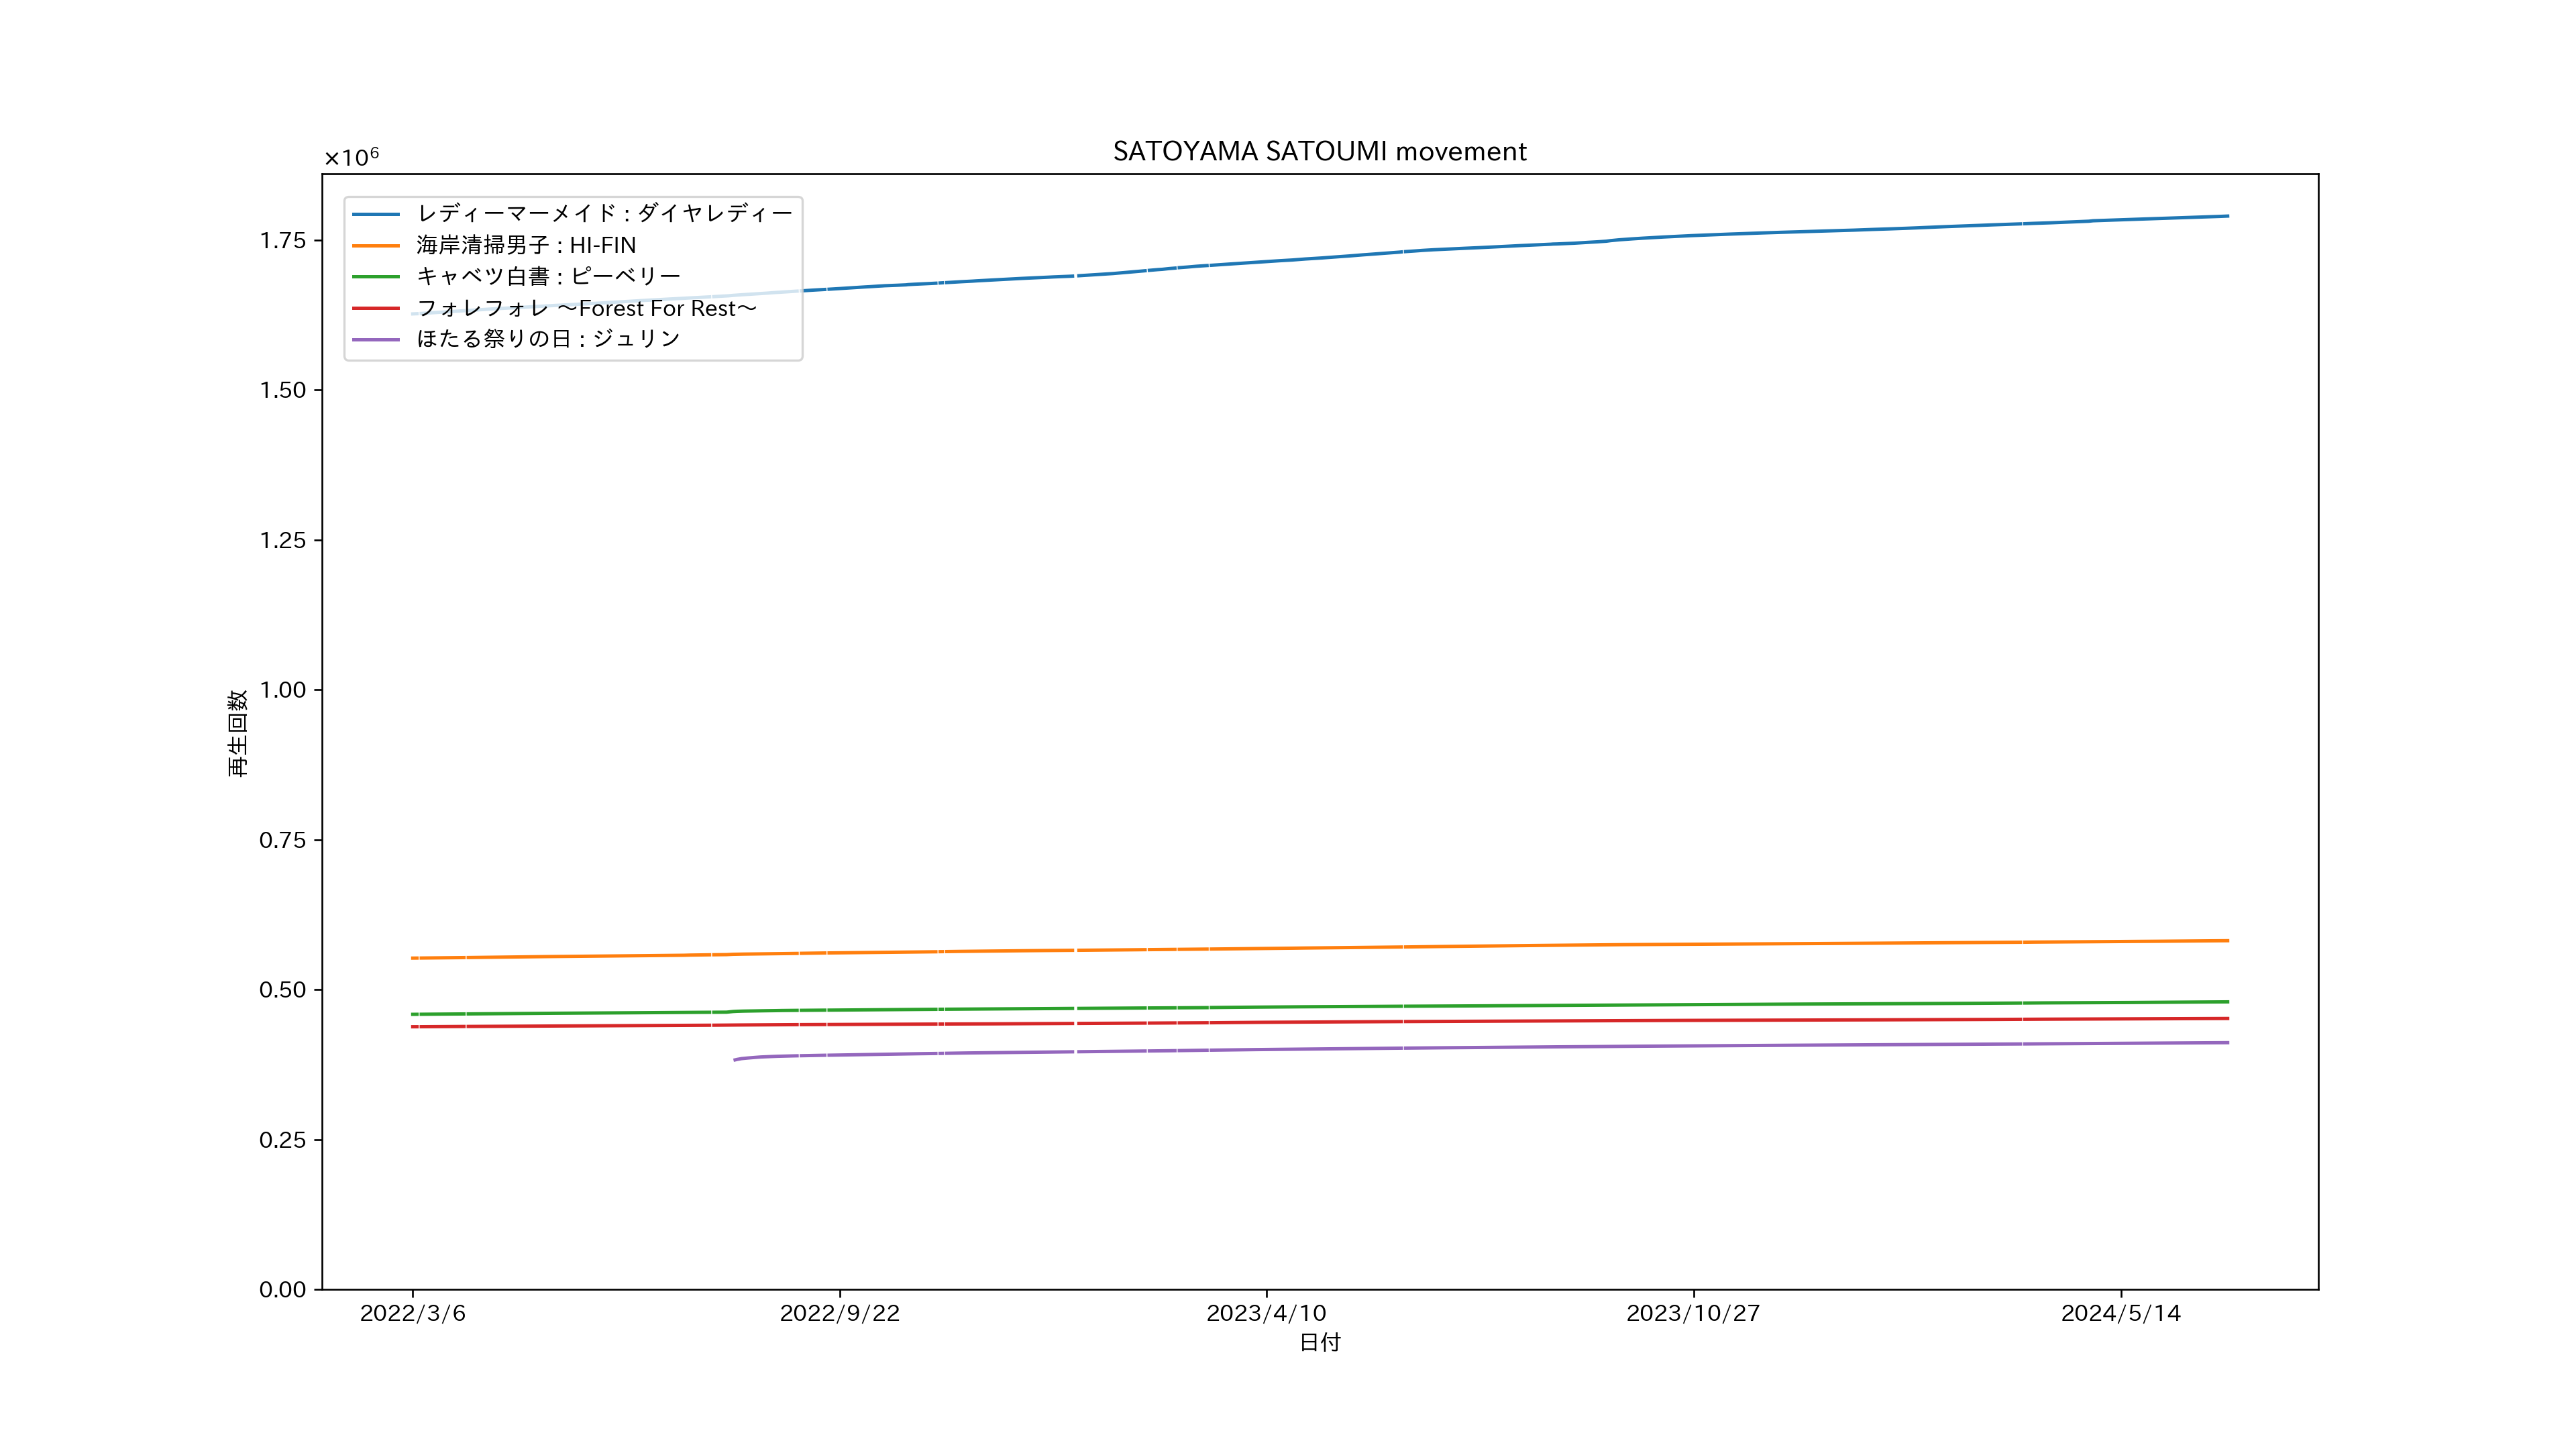 SATOYAMA SATOUMI movement
×10⁶
レディーマーメイド : ダイヤレディー
海岸清掃男子 : HI-FIN
キャベツ白書 : ピーベリー
フォレフォレ 〜Forest For Rest〜
ほたる祭りの日 : ジュリン
1.75
1.50
1.25
1.00
0.75
0.50
0.25
0.00
再生回数
2022/3/6
2022/9/22
2023/4/10
2023/10/27
2024/5/14
日付